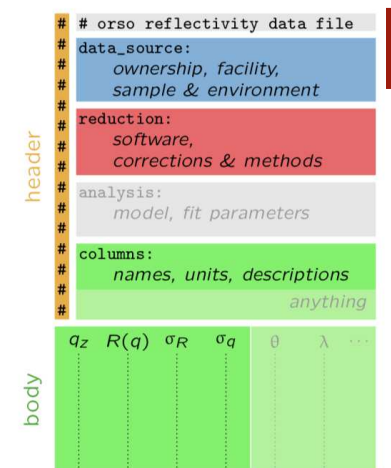 # # orso reflectivity data file
# data_source:
# ownership, facility,
# sample & environment
#
# reduction:
# software,
# corrections & methods
#
# analysis:
# model, fit parameters
#
# columns:
# names, units, descriptions
# anything
#
header
q_z R(q) σ_R σ_q θ λ ...
body